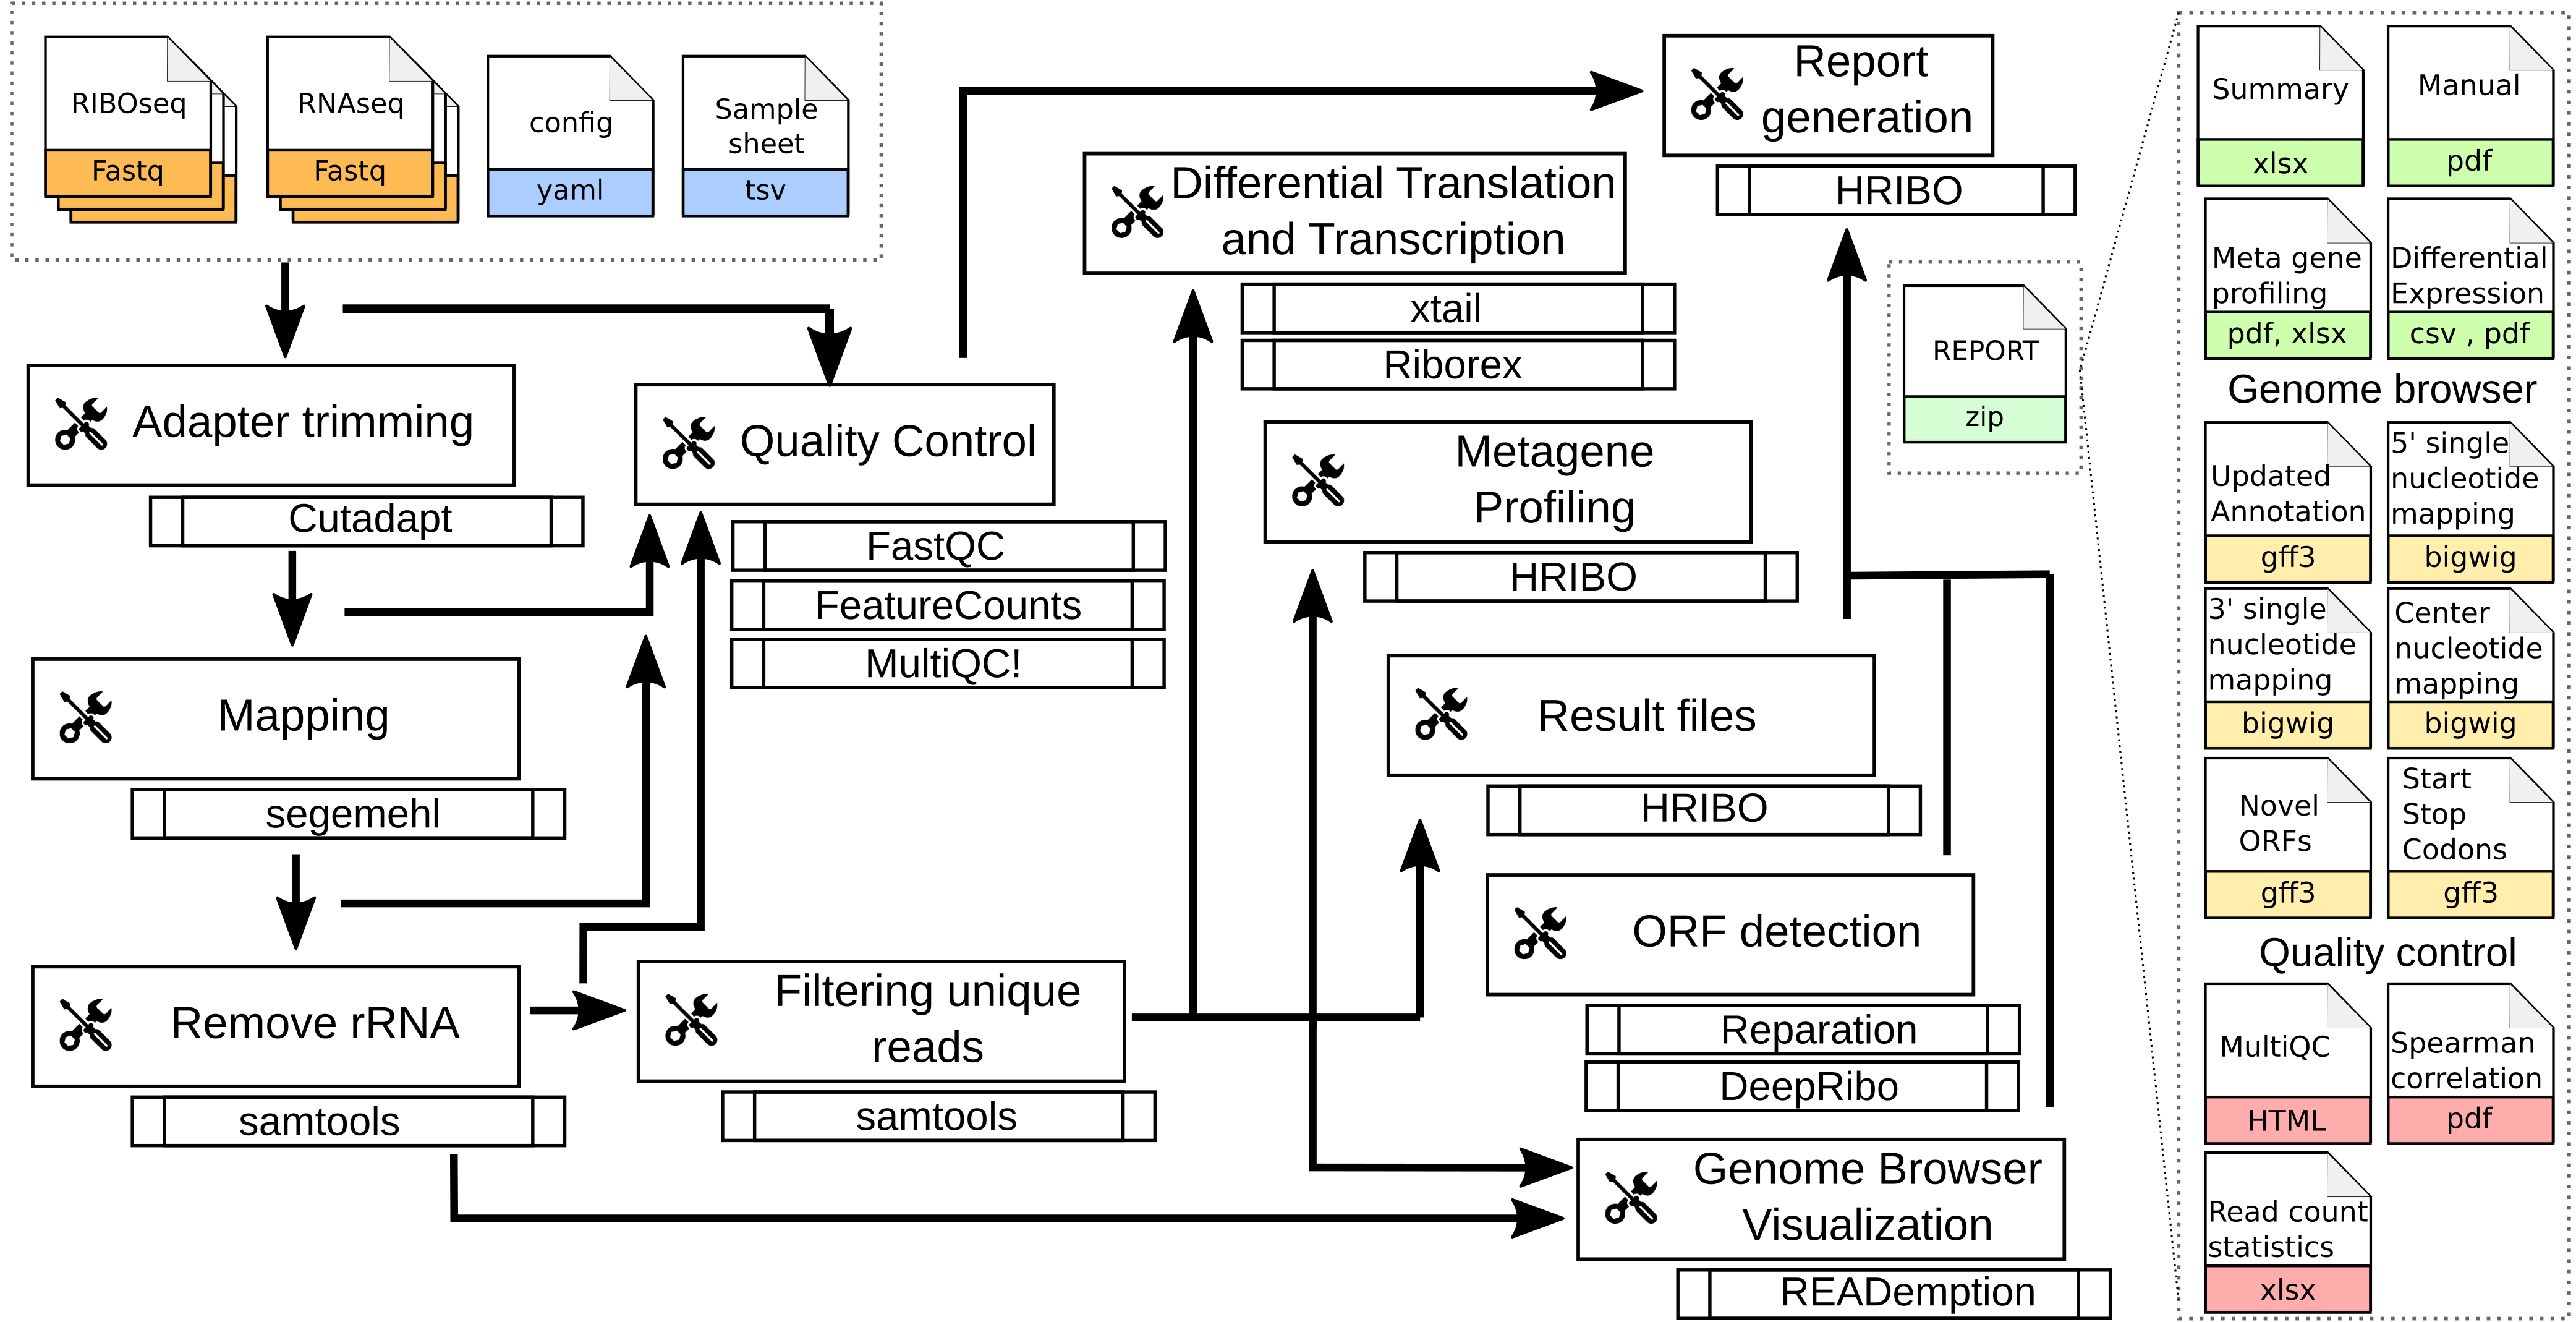 RIBOseq
Fastq
RNAseq
Fastq
config
yaml
Sample
sheet
tsv
Adapter trimming
Cutadapt
Mapping
segemehl
Remove rRNA
samtools
Quality Control
FastQC
FeatureCounts
MultiQC!
Filtering unique
reads
samtools
Differential Translation
and Transcription
xtail
Riborex
Metagene
Profiling
HRIBO
Result files
HRIBO
ORF detection
Reparation
DeepRibo
Genome Browser
Visualization
READemption
Report
generation
HRIBO
REPORT
zip
Summary
xlsx
Manual
pdf
Meta gene
profiling
pdf, xlsx
Differential
Expression
csv , pdf
Genome browser
Updated
Annotation
gff3
5' single
nucleotide
mapping
bigwig
3' single
nucleotide
mapping
bigwig
Center
nucleotide
mapping
bigwig
Novel
ORFs
gff3
Start
Stop
Codons
gff3
Quality control
MultiQC
HTML
Spearman
correlation
pdf
Read count
statistics
xlsx